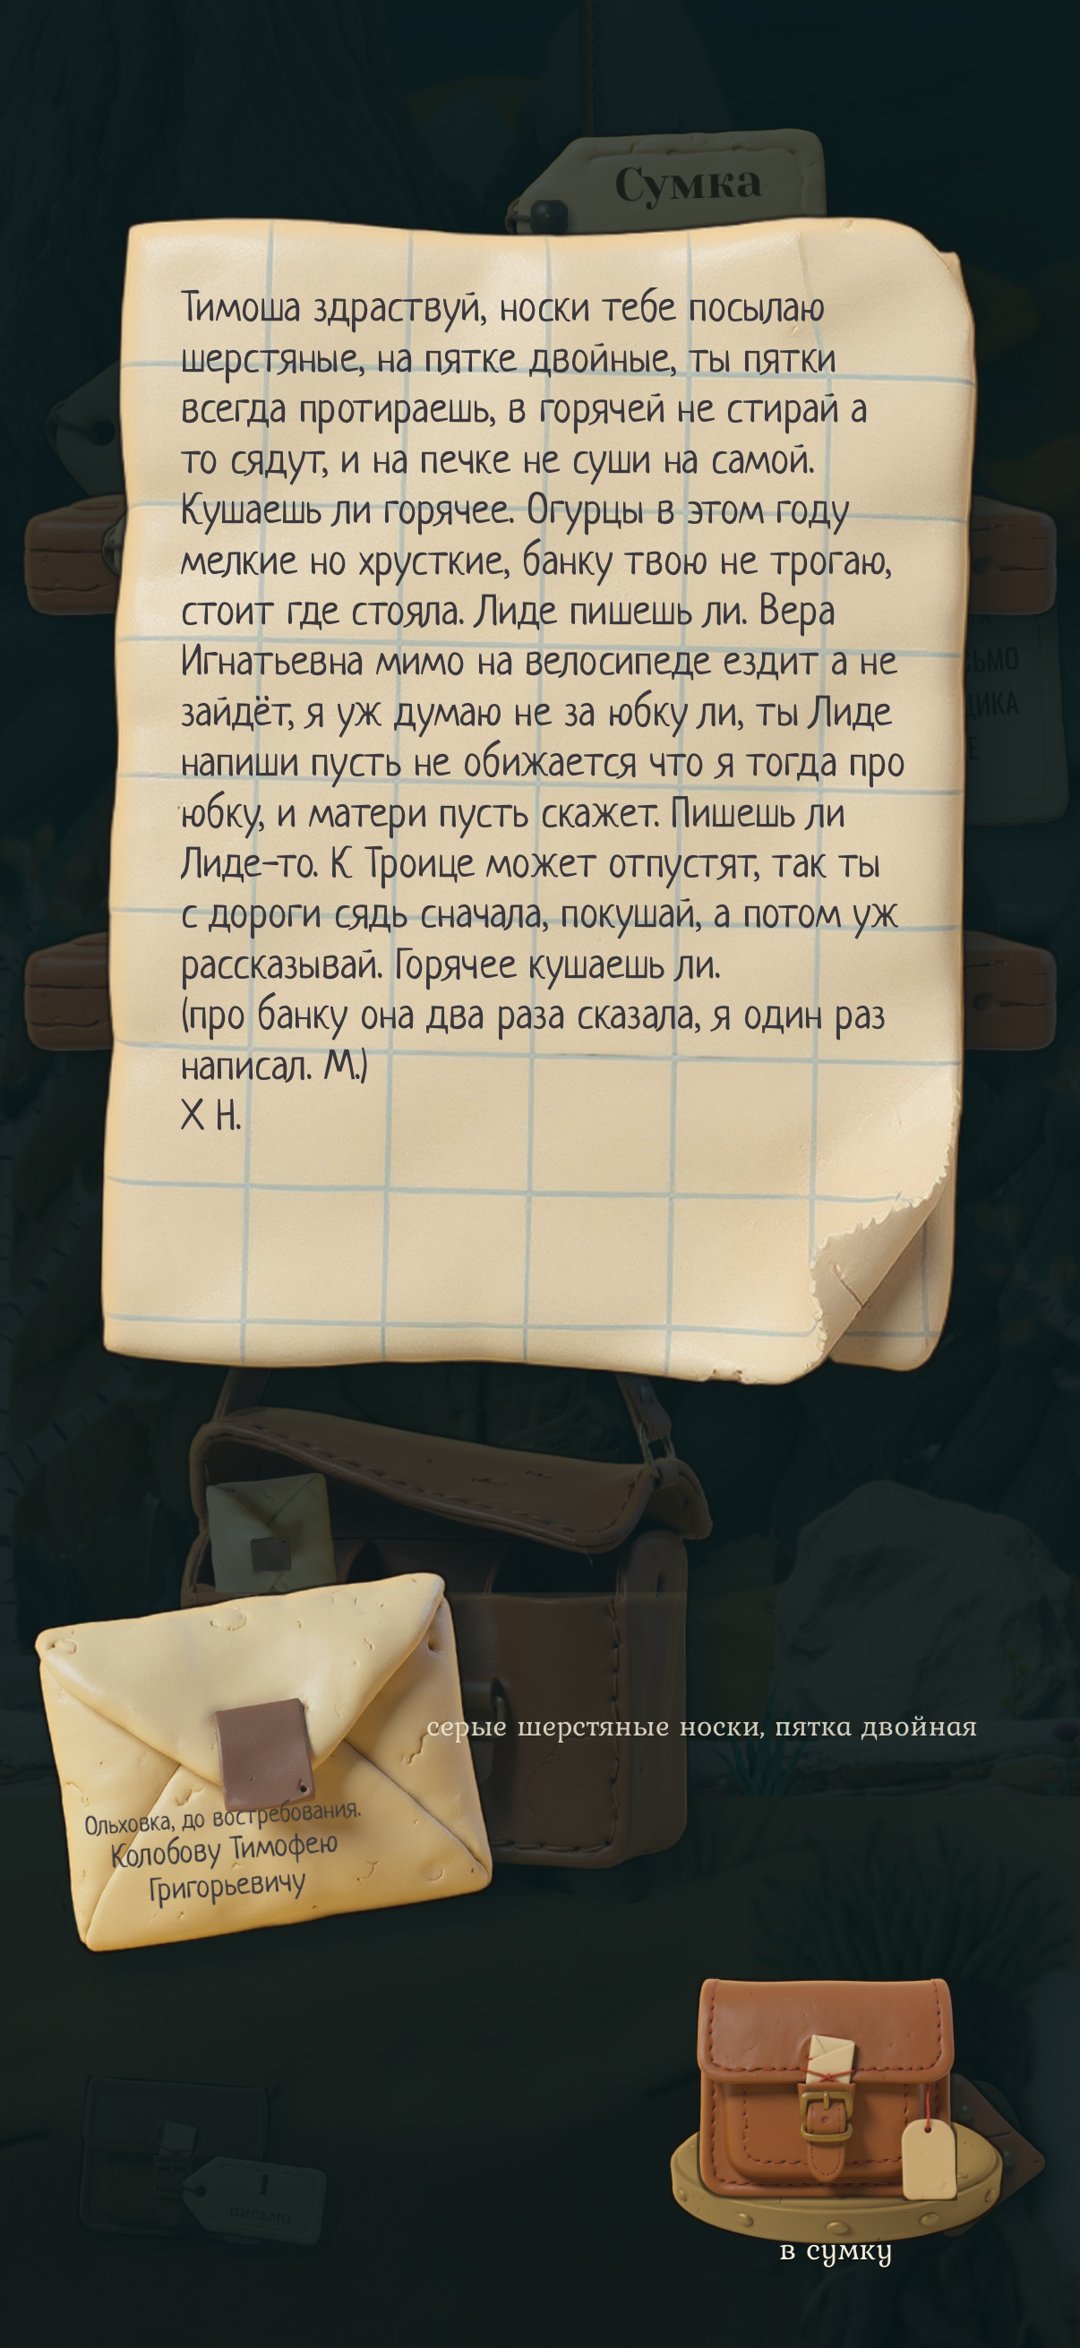 Сумка
Тимоша здраствуй, носки тебе посылаю
шерстяные, на пятке двойные, ты пятки
всегда протираешь, в горячей не стирай а
то сядут, и на печке не суши на самой.
Кушаешь ли горячее. Огурцы в этом году
мелкие но хрусткие, банку твою не трогаю,
стоит где стояла. Лиде пишешь ли. Вера
Игнатьевна мимо на велосипеде ездит а не
зайдёт, я уж думаю не за юбку ли, ты Лиде
напиши пусть не обижается что я тогда про
юбку, и матери пусть скажет. Пишешь ли
Лиде-то. К Троице может отпустят, так ты
с дороги сядь сначала, покушай, а потом уж
рассказывай. Горячее кушаешь ли.
(про банку она два раза сказала, я один раз
написал. М.)
Х Н.
серые шерстяные носки, пятка двойная
Ольховка, до востребования.
Колобову Тимофею
Григорьевичу
1
письмо
в сумку